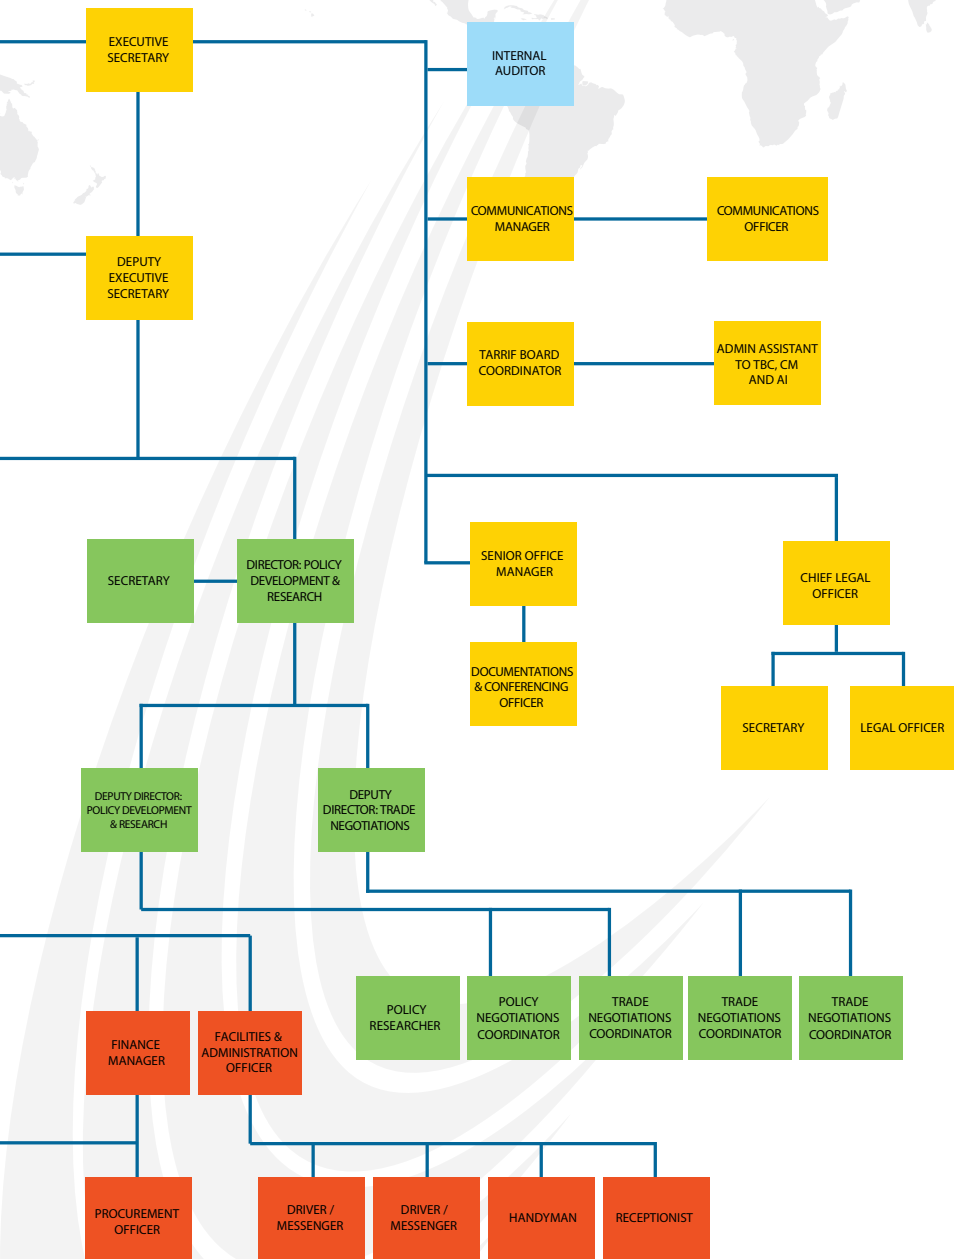 EXECUTIVE
SECRETARY
INTERNAL
AUDITOR
COMMUNICATIONS
MANAGER
COMMUNICATIONS
OFFICER
DEPUTY
EXECUTIVE
SECRETARY
TARRIF BOARD
COORDINATOR
ADMIN ASSISTANT
TO TBC, CM
AND AI
SECRETARY
DIRECTOR: POLICY
DEVELOPMENT &
RESEARCH
SENIOR OFFICE
MANAGER
CHIEF LEGAL
OFFICER
DOCUMENTATIONS
& CONFERENCING
OFFICER
SECRETARY
LEGAL OFFICER
DEPUTY DIRECTOR:
POLICY DEVELOPMENT
& RESEARCH
DEPUTY
DIRECTOR: TRADE
NEGOTIATIONS
POLICY
RESEARCHER
POLICY
NEGOTIATIONS
COORDINATOR
TRADE
NEGOTIATIONS
COORDINATOR
TRADE
NEGOTIATIONS
COORDINATOR
TRADE
NEGOTIATIONS
COORDINATOR
FINANCE
MANAGER
FACILITIES &
ADMINISTRATION
OFFICER
PROCUREMENT
OFFICER
DRIVER /
MESSENGER
DRIVER /
MESSENGER
HANDYMAN
RECEPTIONIST